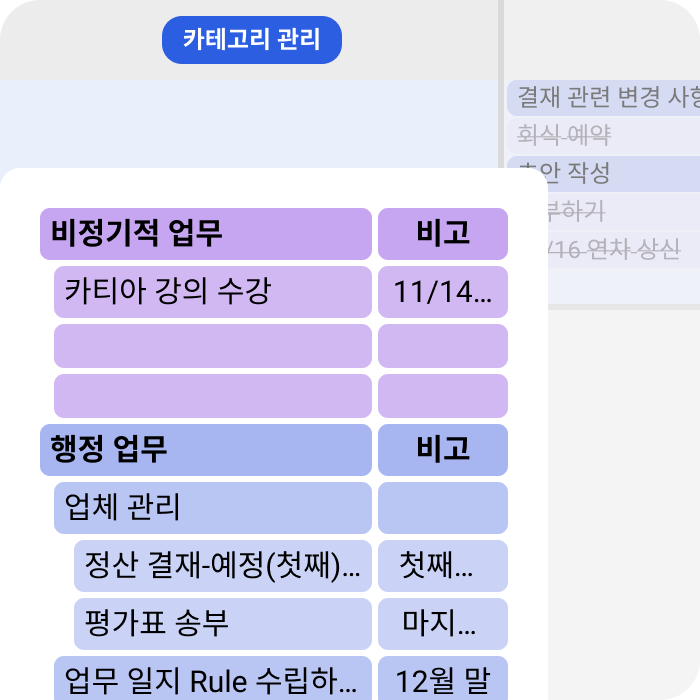 카테고리 관리
결재 관련 변경 사항
회식 예약
안 작성
부하기
/16 연차 상신
비정기적 업무 비고
카티아 강의 수강 11/14...
행정 업무 비고
업체 관리
정산 결재-예정(첫째)... 첫째...
평가표 송부 마지...
업무 일지 Rule 수립하... 12월 말